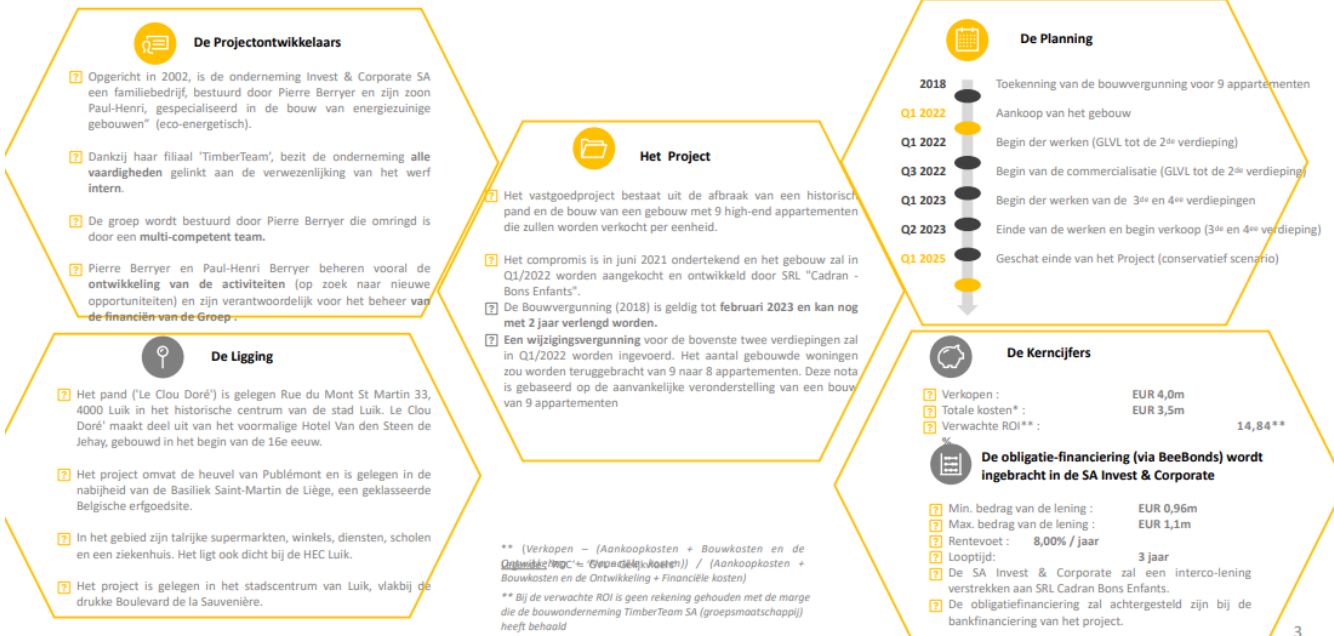 De Projectontwikkelaars
Opgericht in 2002, is de onderneming Invest & Corporate SA
een familiebedrijf, bestuurd door Pierre Berryer en zijn zoon
Paul-Henri, gespecialiseerd in de bouw van energiezuinige
gebouwen" (eco-energetisch).
Dankzij haar filiaal 'TimberTeam', bezit de onderneming alle
vaardigheden gelinkt aan de verwezenlijking van het werf
intern.
De groep wordt bestuurd door Pierre Berryer die omringd is
door een multi-competent team.
Pierre Berryer en Paul-Henri Berryer beheren vooral de
ontwikkeling van de activiteiten (op zoek naar nieuwe
opportuniteiten) en zijn verantwoordelijk voor het beheer van
de financiën van de Groep .
De Ligging
Het pand ('Le Clou Doré') is gelegen Rue du Mont St Martin 33,
4000 Luik in het historische centrum van de stad Luik. Le Clou
Doré' maakt deel uit van het voormalige Hotel Van den Steen de
Jehay, gebouwd in het begin van de 16e eeuw.
Het project omvat de heuvel van Publémont en is gelegen in de
nabijheid van de Basiliek Saint-Martin de Liège, een geklasseerde
Belgische erfgoedsite.
In het gebied zijn talrijke supermarkten, winkels, diensten, scholen
en een ziekenhuis. Het ligt ook dicht bij de HEC Luik.
Het project is gelegen in het stadscentrum van Luik, vlakbij de
drukke Boulevard de la Sauvenière.
Het Project
Het vastgoedproject bestaat uit de afbraak van een historisch
pand en de bouw van een gebouw met 9 high-end appartementen
die zullen worden verkocht per eenheid.
Het compromis is in juni 2021 ondertekend en het gebouw zal in
Q1/2022 worden aangekocht en ontwikkeld door SRL "Cadran -
Bons Enfants".
De Bouwvergunning (2018) is geldig tot februari 2023 en kan nog
met 2 jaar verlengd worden.
Een wijzigingsvergunning voor de bovenste twee verdiepingen zal
in Q1/2022 worden ingevoerd. Het aantal gebouwde woningen
zou worden teruggebracht van 9 naar 8 appartementen. Deze nota
is gebaseerd op de aanvankelijke veronderstelling van een bouw
van 9 appartementen
** (Verkopen – (Aankoopkosten + Bouwkosten en de
Ontwikkeling + Financiële kosten)) / (Aankoopkosten +
Bouwkosten en de Ontwikkeling + Financiële kosten)
** Bij de verwachte ROI is geen rekening gehouden met de marge
die de bouwonderneming TimberTeam SA (groepsmaatschappij)
heeft behaald
De Planning
2018 Toekenning van de bouwvergunning voor 9 appartementen
Q1 2022 Aankoop van het gebouw
Q1 2022 Begin der werken (GLVL tot de 2de verdieping)
Q3 2022 Begin van de commercialisatie (GLVL tot de 2de verdieping)
Q1 2023 Begin der werken van de 3de en 4ee verdiepingen
Q2 2023 Einde van de werken en begin verkoop (3de en 4ee verdieping)
Q1 2025 Geschat einde van het Project (conservatief scenario)
De Kerncijfers
Verkopen : EUR 4,0m
Totale kosten* : EUR 3,5m
Verwachte ROI** : 14,84**
%
De obligatie-financiering (via BeeBonds) wordt
ingebracht in de SA Invest & Corporate
Min. bedrag van de lening : EUR 0,96m
Max. bedrag van de lening : EUR 1,1m
Rentevoet : 8,00% / jaar
Looptijd: 3 jaar
De SA Invest & Corporate zal een interco-lening
verstrekken aan SRL Cadran Bons Enfants.
De obligatiefinanciering zal achtergesteld zijn bij de
bankfinanciering van het project.
3